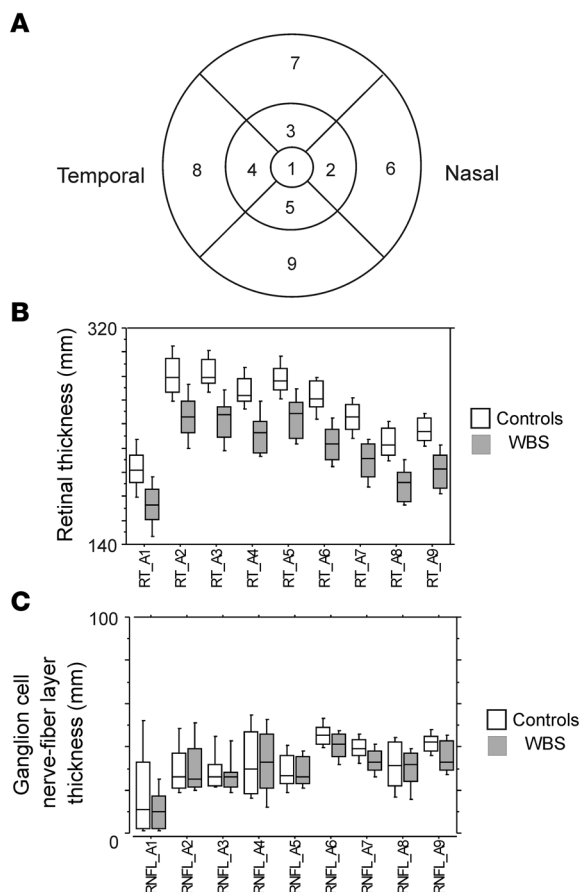 A
7
3
Temporal
8
4
1
2
6
Nasal
5
9
B
320
Retinal thickness (mm)
140
Controls
WBS
RT_A1
RT_A2
RT_A3
RT_A4
RT_A5
RT_A6
RT_A7
RT_A8
RT_A9
C
100
Ganglion cell
nerve-fiber layer
thickness (mm)
0
Controls
WBS
RNFL_A1
RNFL_A2
RNFL_A3
RNFL_A4
RNFL_A5
RNFL_A6
RNFL_A7
RNFL_A8
RNFL_A9